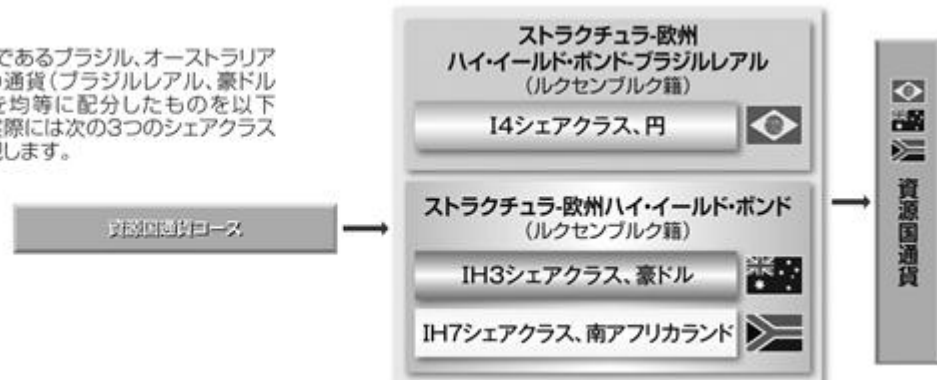 であるブラジル、オーストラリア
通貨(ブラジルレアル、豪ドル
を均等に配分したものを以下
際には次の3つのシェアクラス
します。
資源国通貨コース
ストラクチュラ-欧州
ハイ・イールド・ボンド-ブラジルレアル
(ルクセンブルク籍)
I4シェアクラス、円
ストラクチュラ-欧州ハイ・イールド・ボンド
(ルクセンブルク籍)
IH3シェアクラス、豪ドル
IH7シェアクラス、南アフリカランド
資源国通貨